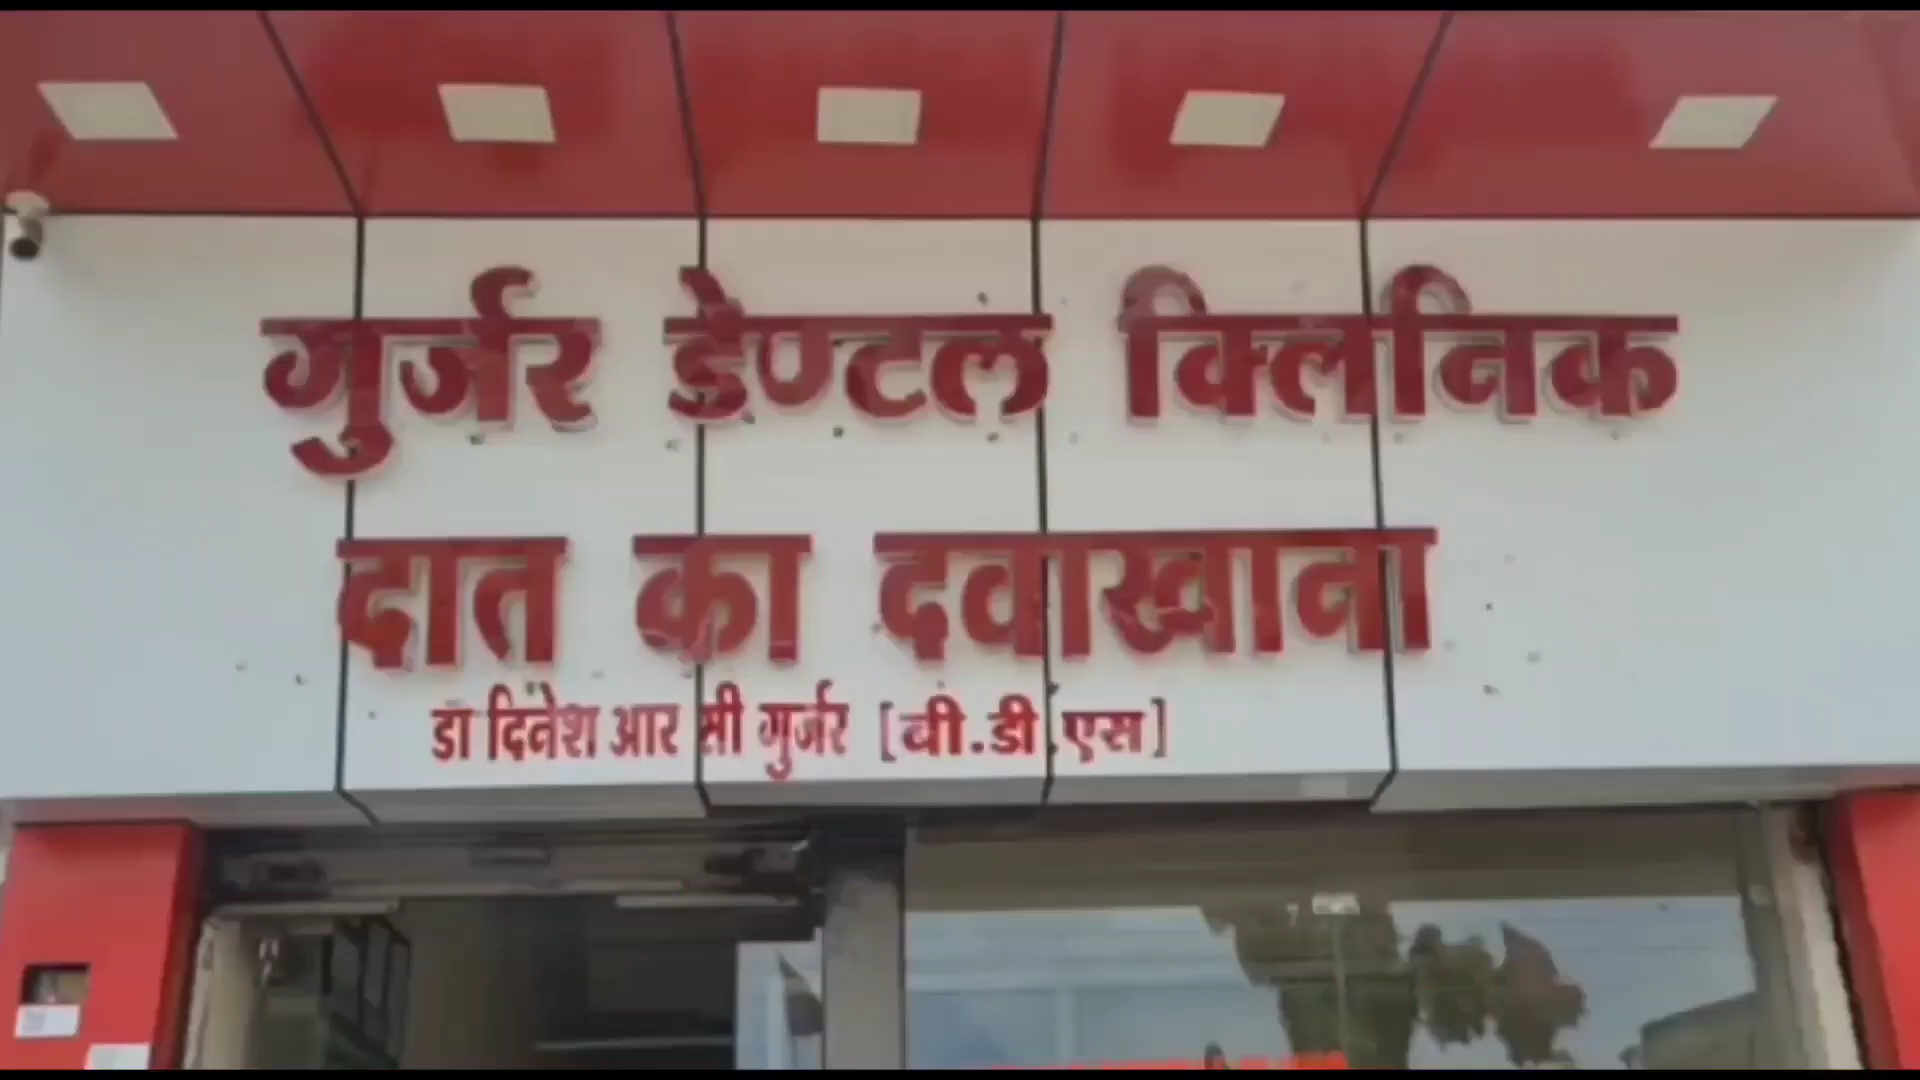 गुर्जर डेण्टल क्लिनिक
दात का दवाखाना
डा दिनेश आर सी गुर्जर [बी.डी.एस]